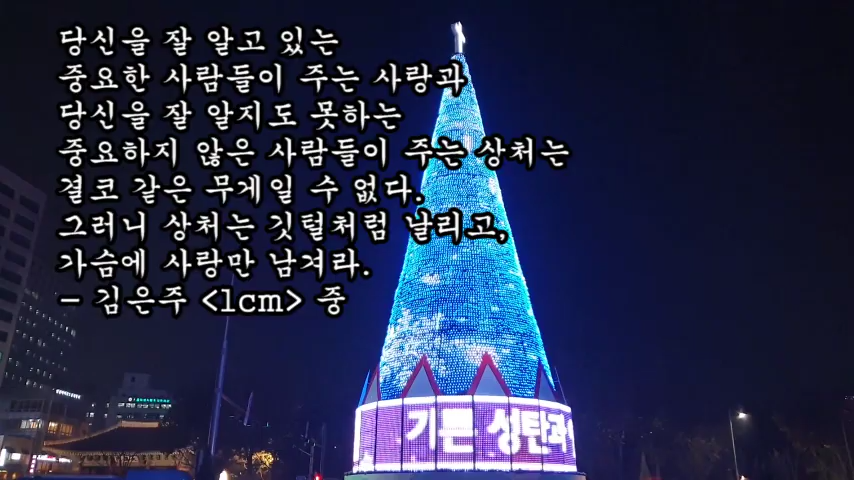 당신을 잘 알고 있는
중요한 사람들이 주는 사랑과
당신을 잘 알지도 못하는
중요하지 않은 사람들이 주는 상처는
결코 같은 무게일 수 없다.
그러니 상처는 깃털처럼 날리고,
가슴에 사랑만 남겨라.
- 김은주 <1cm> 중
기쁜 성탄과